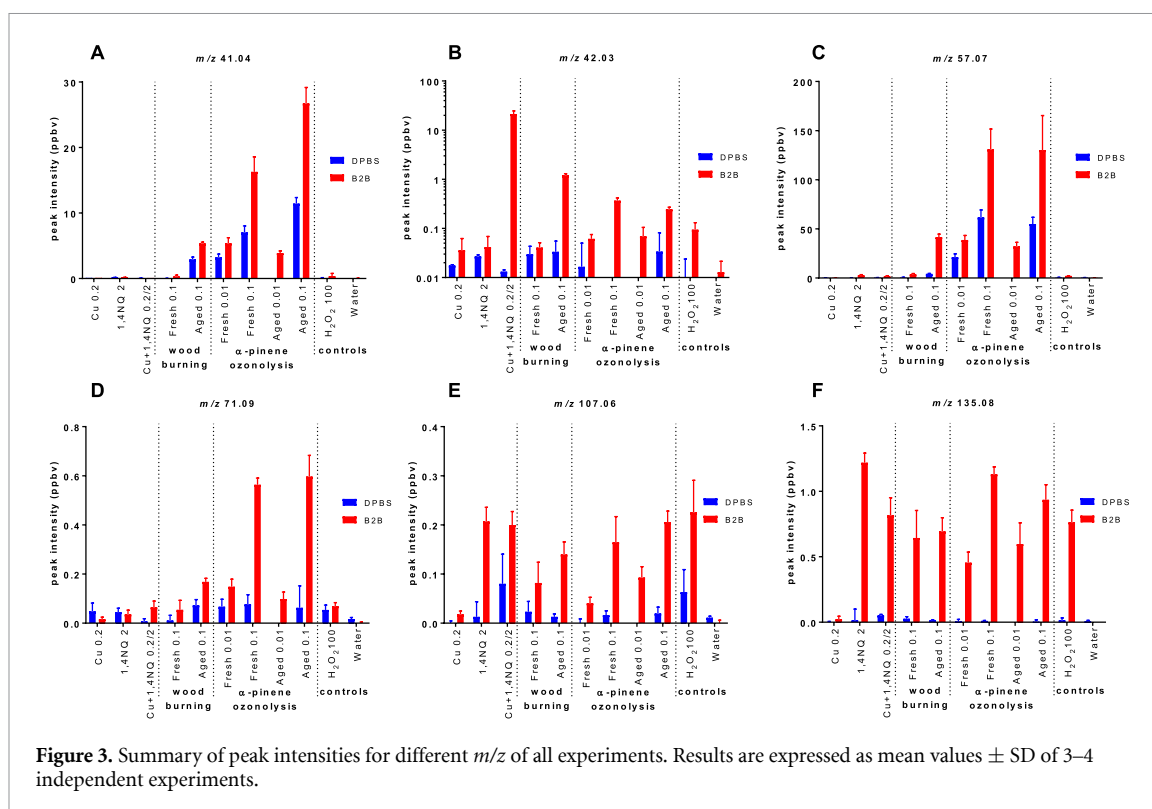 A
m/z 41.04
peak intensity (ppbv)
30
20
10
0
DPBS
B2B
Cu 0.2
1,4NQ 2
Cu+1,4NQ 0.2/2
Fresh 0.1
Aged 0.1
Fresh 0.01
Fresh 0.1
Aged 0.01
Aged 0.1
H₂O₂ 100
Water
wood
burning
α-pinene
ozonolysis
controls
B
m/z 42.03
peak intensity (ppbv)
100
10
1
0.1
0.01
DPBS
B2B
Cu 0.2
1,4NQ 2
Cu+1,4NQ 0.2/2
Fresh 0.1
Aged 0.1
Fresh 0.01
Fresh 0.1
Aged 0.01
Aged 0.1
H₂O₂ 100
Water
wood
burning
α-pinene
ozonolysis
controls
C
m/z 57.07
peak intensity (ppbv)
200
150
100
50
0
DPBS
B2B
Cu 0.2
1,4NQ 2
Cu+1,4NQ 0.2/2
Fresh 0.1
Aged 0.1
Fresh 0.01
Fresh 0.1
Aged 0.01
Aged 0.1
H₂O₂ 100
Water
wood
burning
α-pinene
ozonolysis
controls
D
m/z 71.09
peak intensity (ppbv)
0.8
0.6
0.4
0.2
0.0
DPBS
B2B
Cu 0.2
1,4NQ 2
Cu+1,4NQ 0.2/2
Fresh 0.1
Aged 0.1
Fresh 0.01
Fresh 0.1
Aged 0.01
Aged 0.1
H₂O₂ 100
Water
wood
burning
α-pinene
ozonolysis
controls
E
m/z 107.06
peak intensity (ppbv)
0.4
0.3
0.2
0.1
0.0
DPBS
B2B
Cu 0.2
1,4NQ 2
Cu+1,4NQ 0.2/2
Fresh 0.1
Aged 0.1
Fresh 0.01
Fresh 0.1
Aged 0.01
Aged 0.1
H₂O₂ 100
Water
wood
burning
α-pinene
ozonolysis
controls
F
m/z 135.08
peak intensity (ppbv)
1.5
1.0
0.5
0.0
DPBS
B2B
Cu 0.2
1,4NQ 2
Cu+1,4NQ 0.2/2
Fresh 0.1
Aged 0.1
Fresh 0.01
Fresh 0.1
Aged 0.01
Aged 0.1
H₂O₂ 100
Water
wood
burning
α-pinene
ozonolysis
controls
Figure 3. Summary of peak intensities for different m/z of all experiments. Results are expressed as mean values ± SD of 3–4
independent experiments.